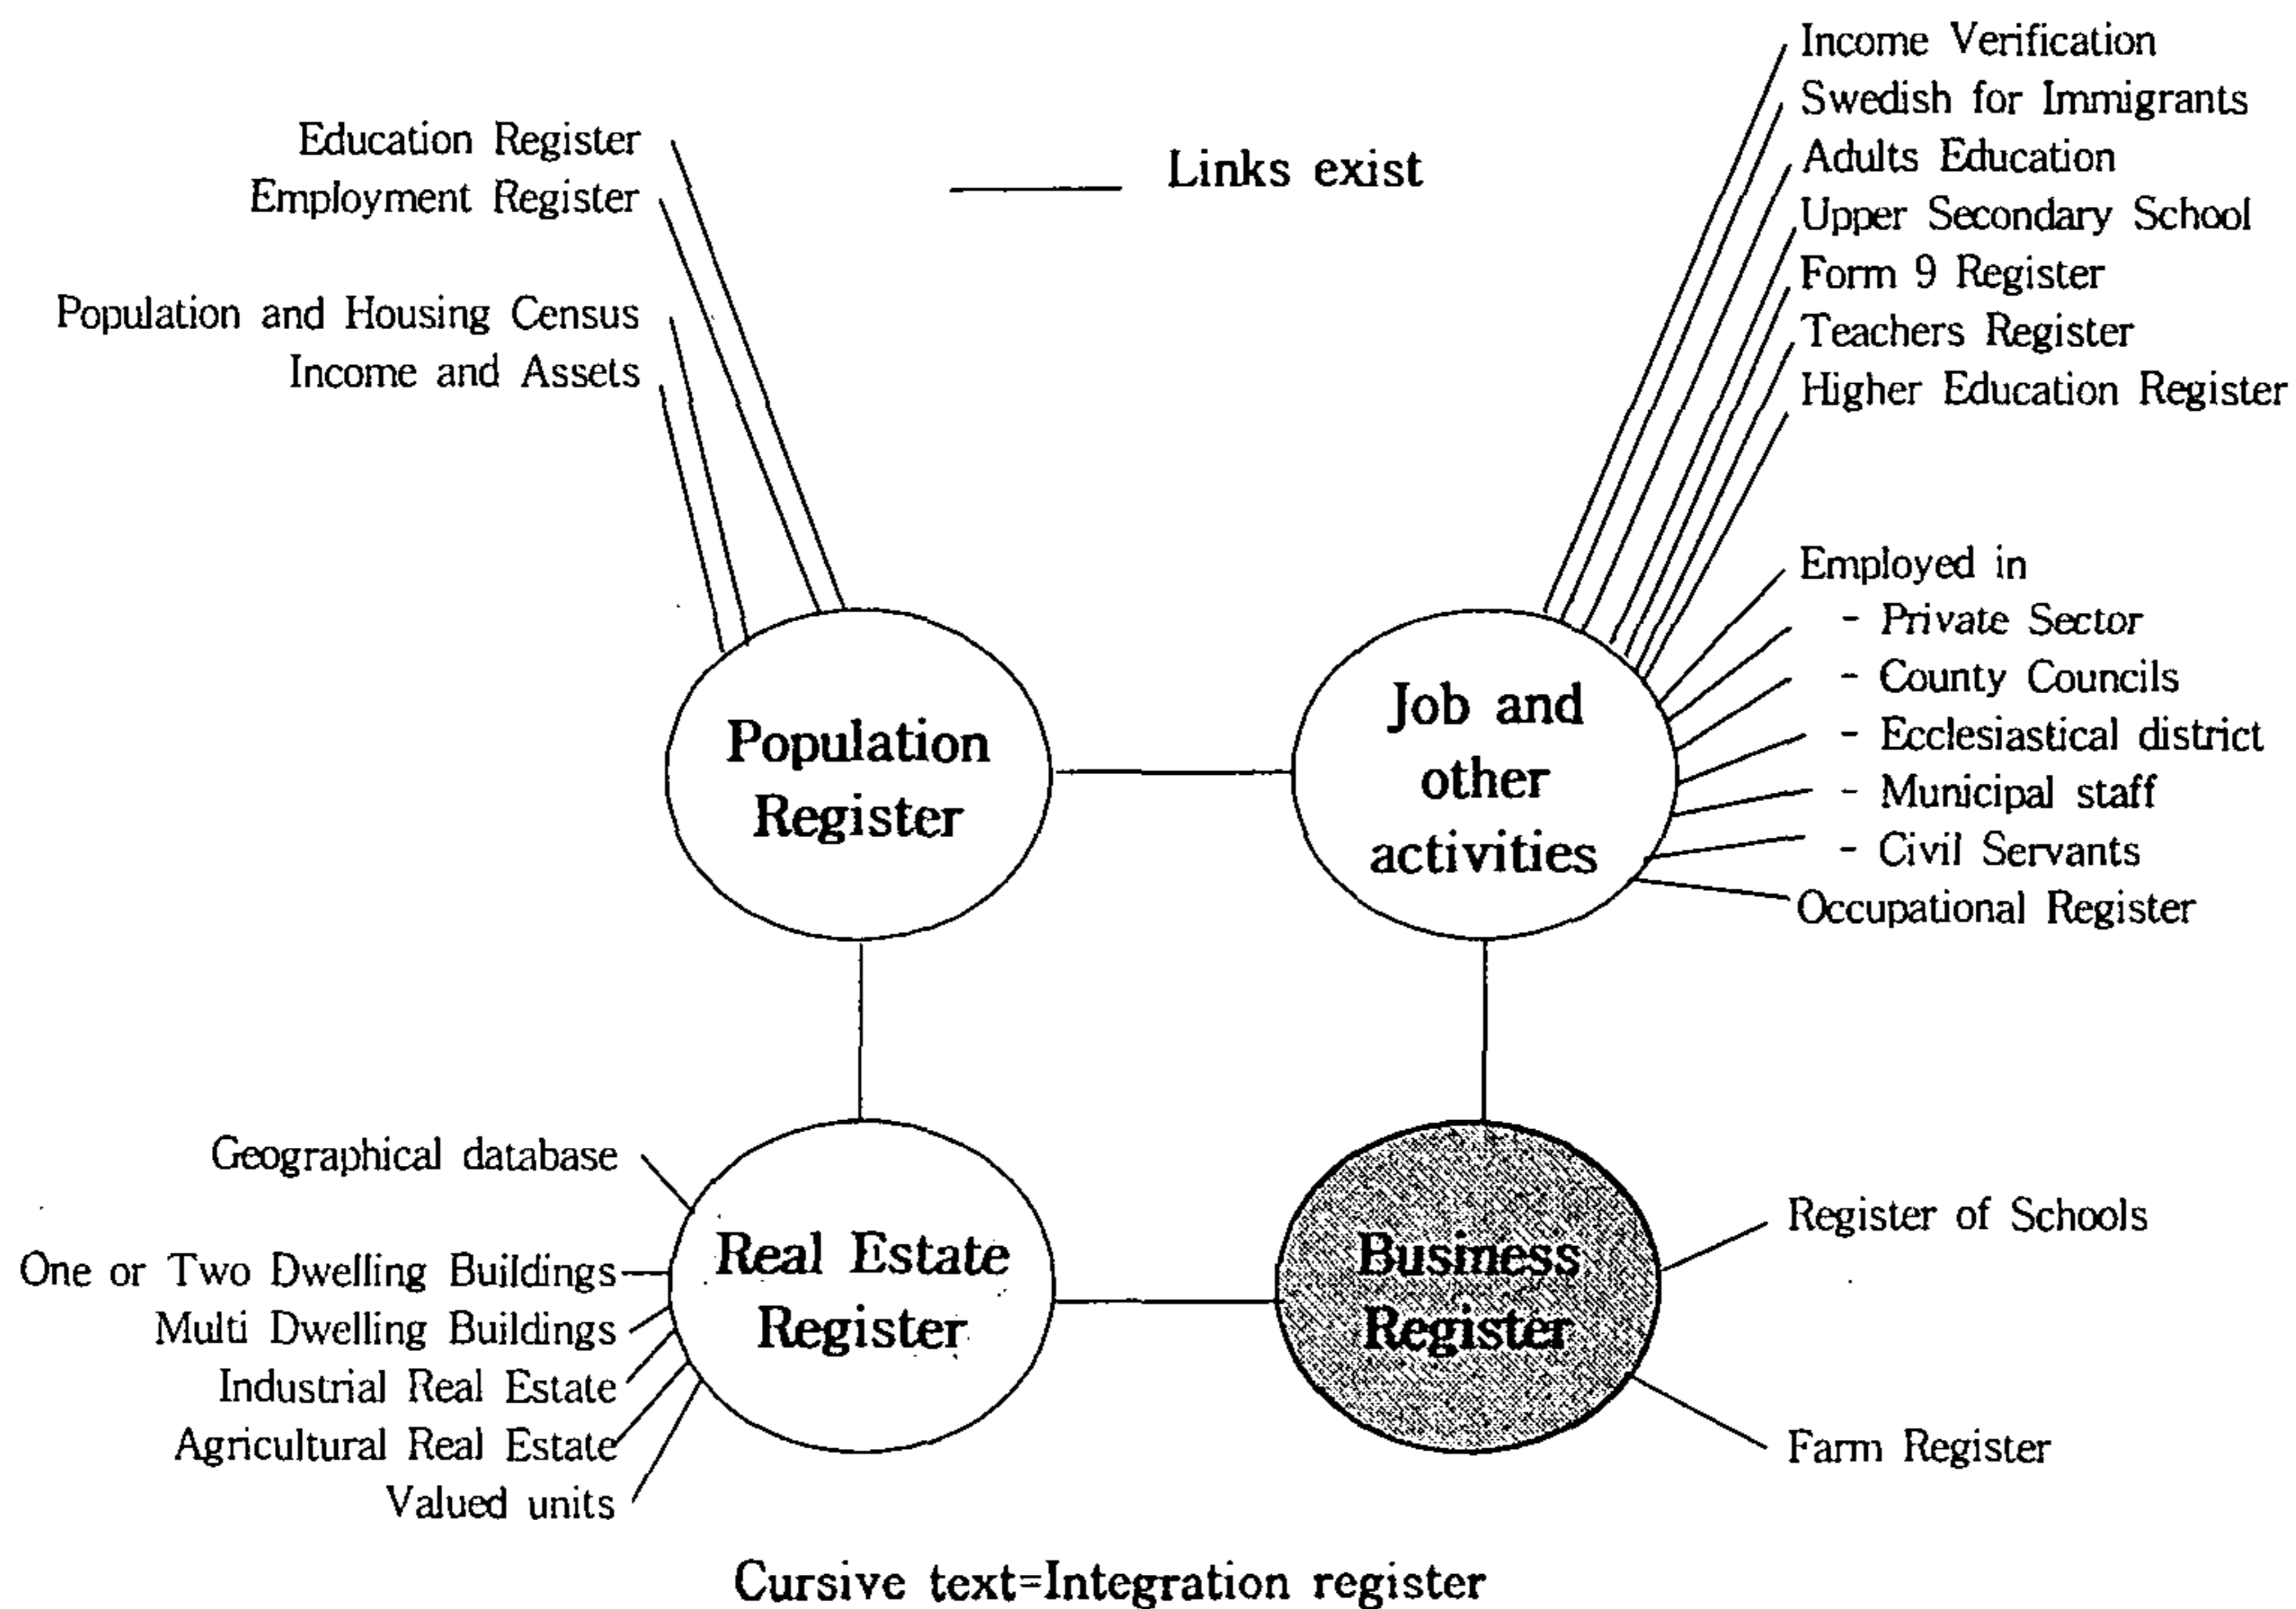 Education Register
Employment Register
Population and Housing Census
Income and Assets
Links exist
Income Verification
Swedish for Immigrants
Adults Education
Upper Secondary School
Form 9 Register
Teachers Register
Higher Education Register
Employed in
- Private Sector
- County Councils
- Ecclesiastical district
- Municipal staff
- Civil Servants
Occupational Register
Population
Register
Job and
other
activities
Geographical database
One or Two Dwelling Buildings
Multi Dwelling Buildings
Industrial Real Estate
Agricultural Real Estate
Valued units
Real Estate
Register
Business
Register
Register of Schools
Farm Register
Cursive text=Integration register